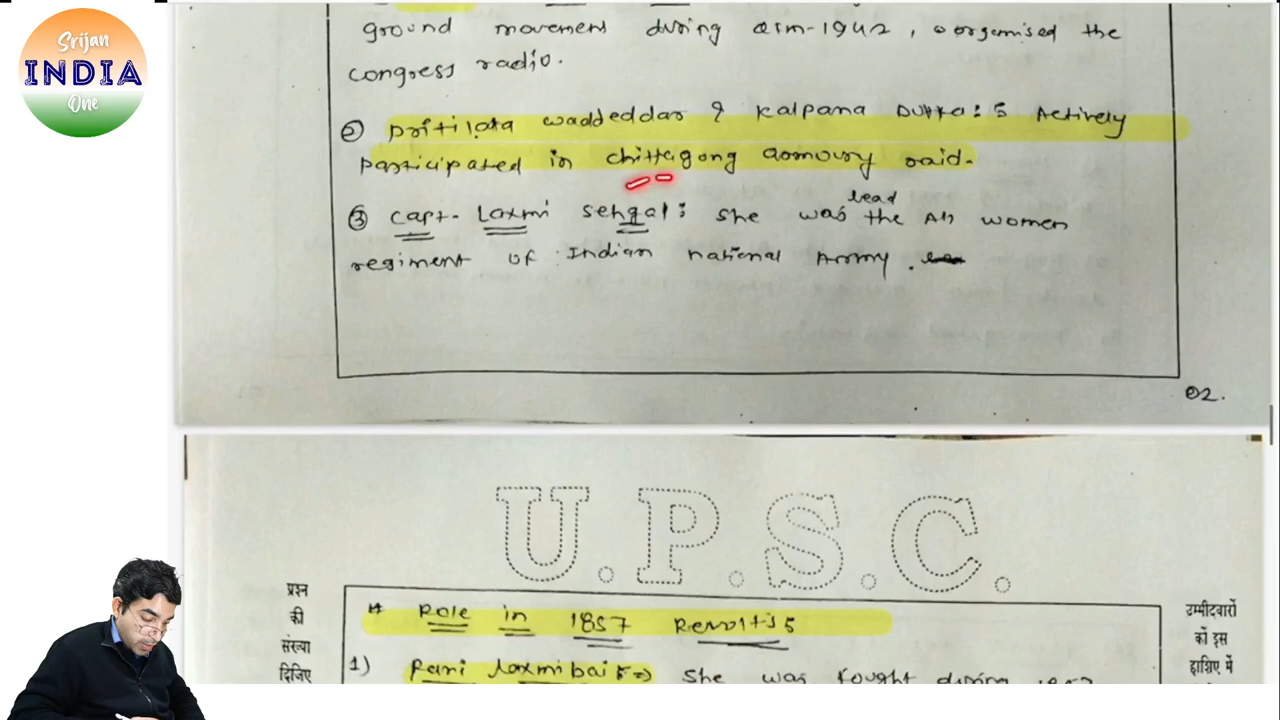 Srijan
INDIA
One
ground movement during QIM-1942, organised the
congress radio.
② Pritilata waddeddar & Kalpana Dutta:- Actively
Participated in chittagong armoury raid.
③ Capt- Laxmi sehgal: she was lead the All women
regiment of Indian national Army.
02.
U.P.S.C.
प्रश्न
की
संख्या
दिजिए
Role in 1857 Revolt:-
1) Rani Laxmibai :=> she was fought during 1857
उम्मीदवारों
को इस
हाशिए में